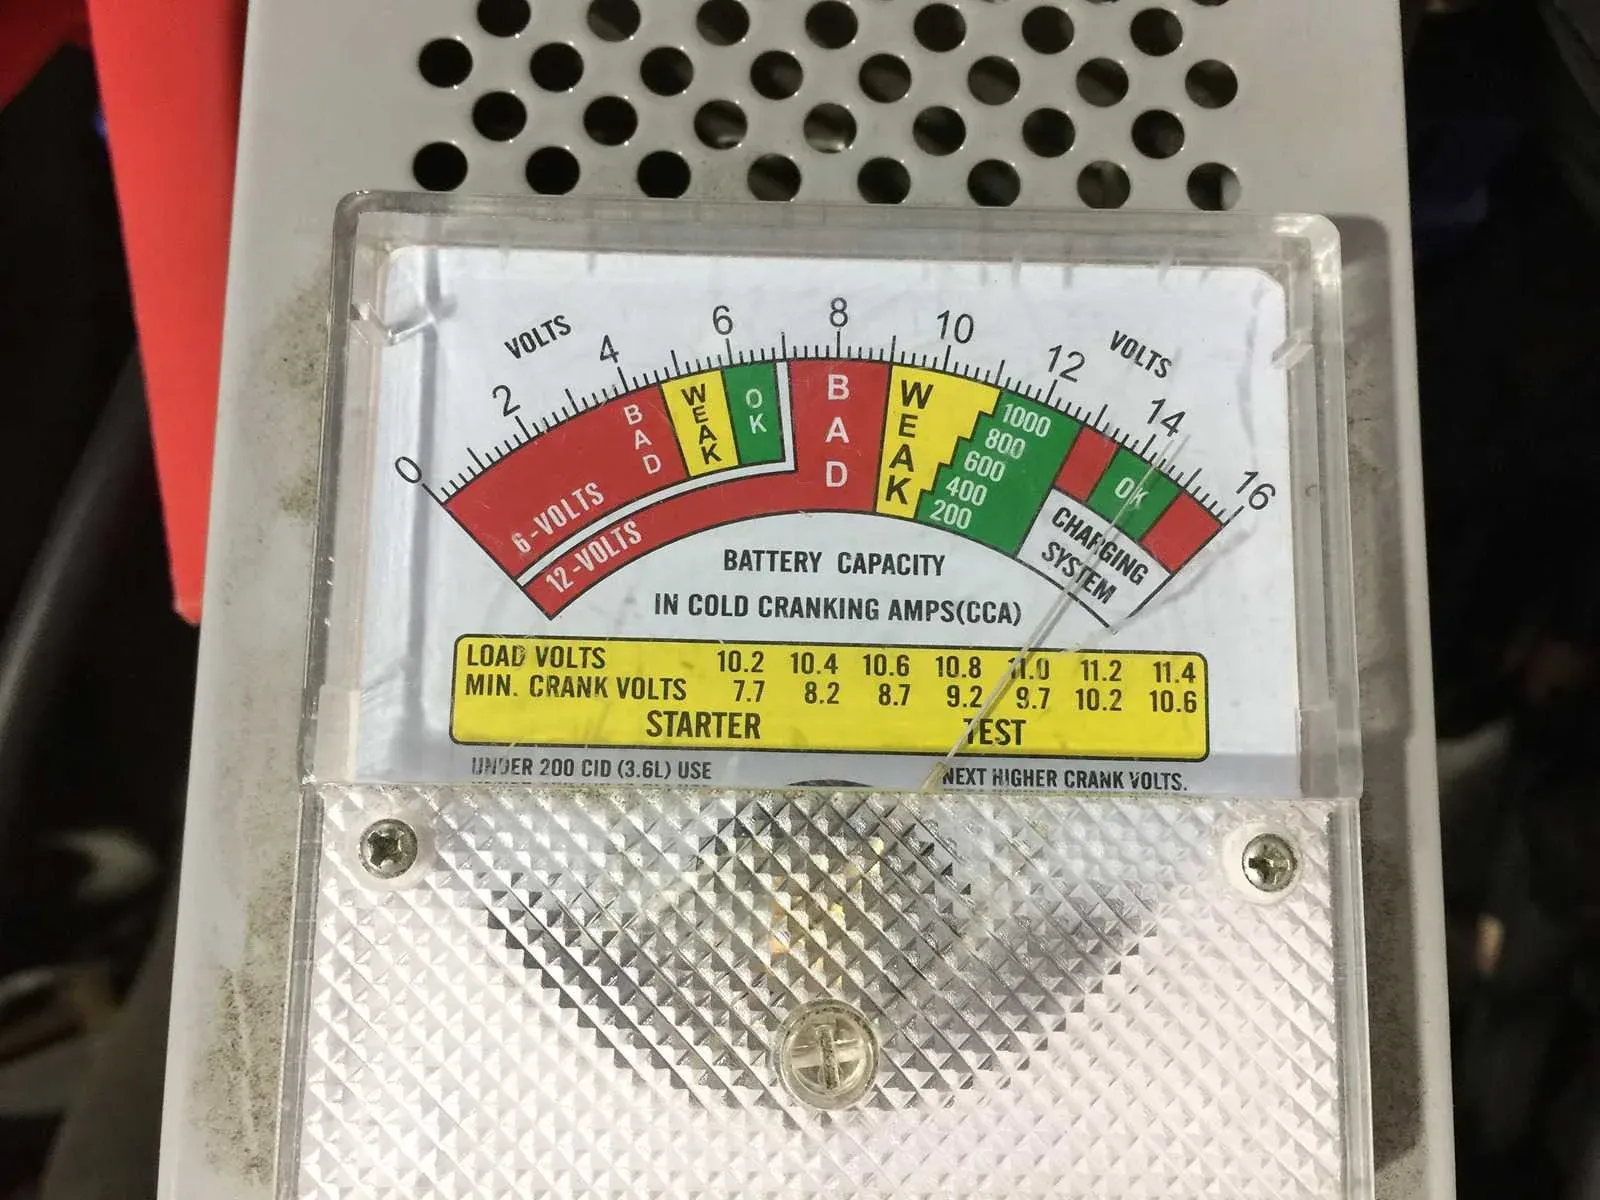 VOLTS VOLTS
0 2 4 6 8 10 12 14 16
BAD WEAK OK BAD WEAK
1000
800
600
400
200
OK
6-VOLTS
12-VOLTS
CHARGING
SYSTEM
BATTERY CAPACITY
IN COLD CRANKING AMPS(CCA)
LOAD VOLTS 10.2 10.4 10.6 10.8 11.0 11.2 11.4
MIN. CRANK VOLTS 7.7 8.2 8.7 9.2 9.7 10.2 10.6
STARTER TEST
UNDER 200 CID (3.6L) USE NEXT HIGHER CRANK VOLTS.